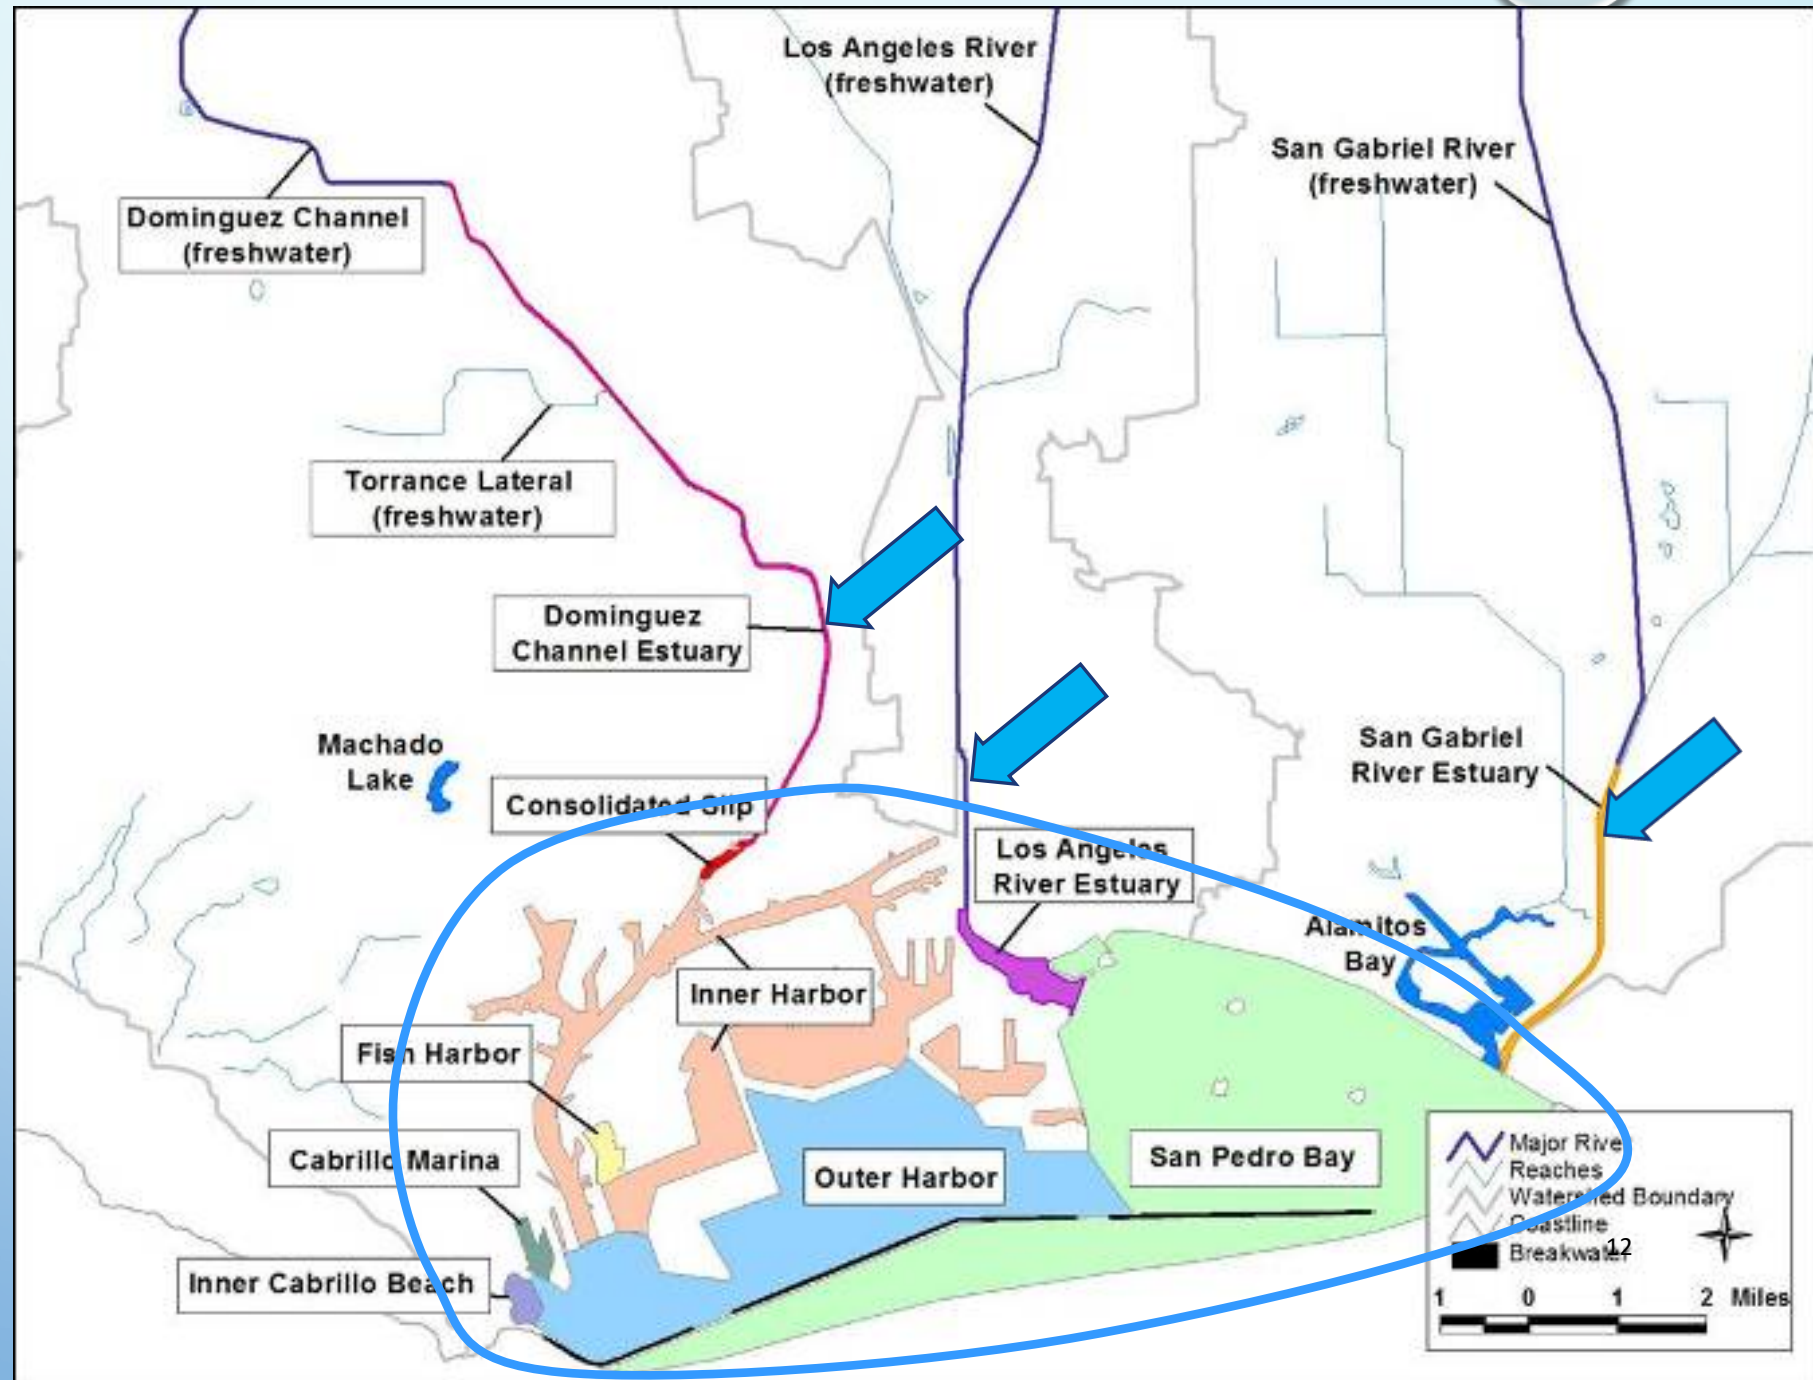 Los Angeles River
(freshwater)
San Gabriel River
(freshwater)
Dominguez Channel
(freshwater)
Torrance Lateral
(freshwater)
Dominguez
Channel Estuary
Machado
Lake
San Gabriel
River Estuary
Consolidated Slip
Los Angeles
River Estuary
Alamitos
Bay
Inner Harbor
Fish Harbor
Cabrillo Marina
San Pedro Bay
Outer Harbor
Inner Cabrillo Beach
Major River
Reaches
Watershed Boundary
Coastline
Breakwater
12
1 0 1 2 Miles